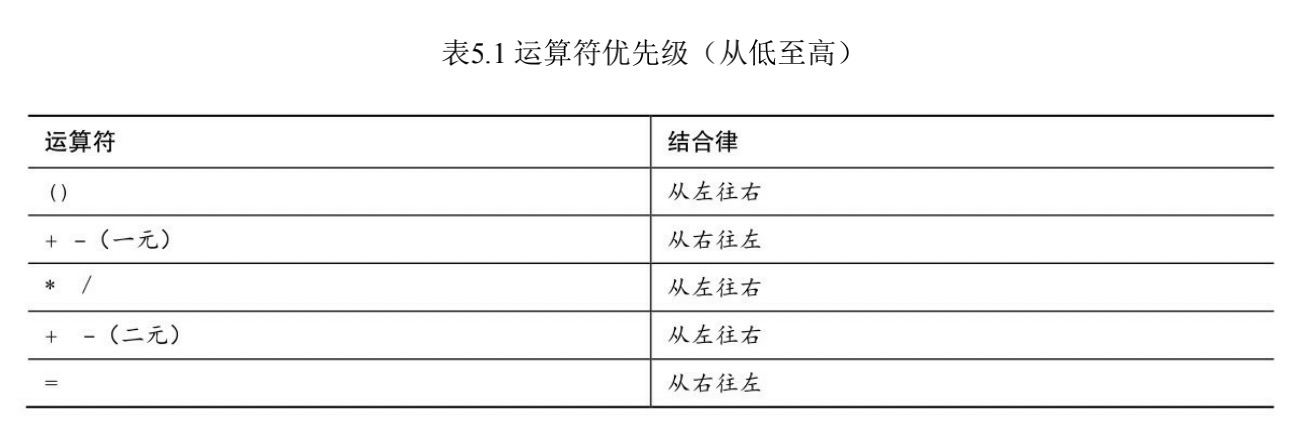 表5.1 运算符优先级（从低至高）
运算符 结合律
() 从左往右
+ -（一元） 从右往左
* / 从左往右
+ -（二元） 从左往右
= 从右往左